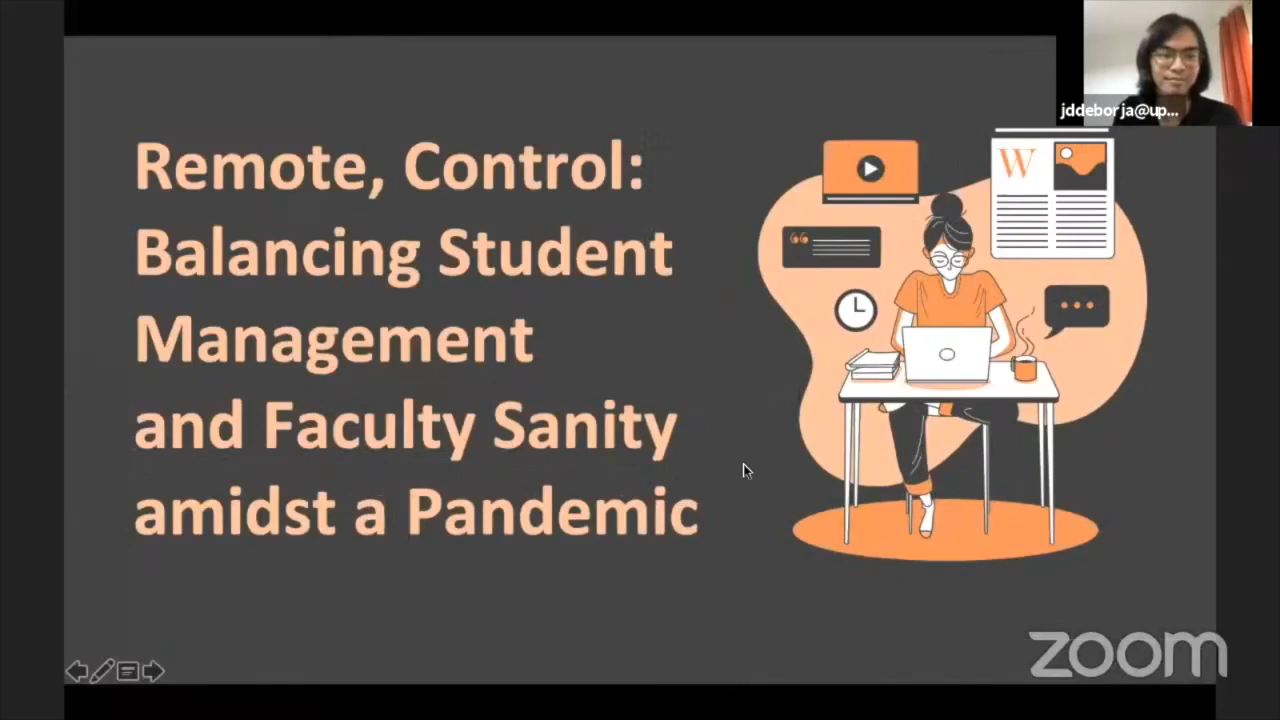 jddeborja@up...
Remote, Control:
Balancing Student
Management
and Faculty Sanity
amidst a Pandemic
W
zoom